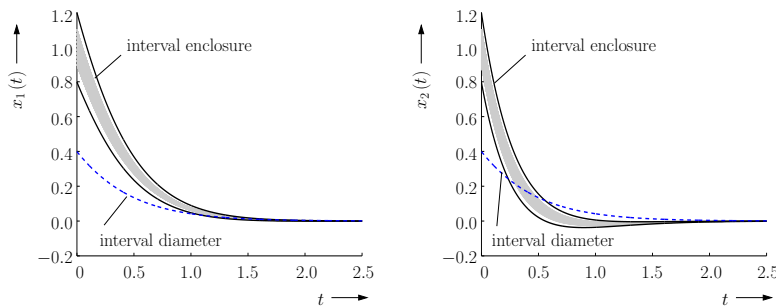 1.2
1.0
0.8
0.6
0.4
0.2
0.0
−0.2
x₁(t)
interval enclosure
interval diameter
0 0.5 1.0 1.5 2.0 2.5
t
1.2
1.0
0.8
0.6
0.4
0.2
0.0
−0.2
x₂(t)
interval enclosure
interval diameter
0 0.5 1.0 1.5 2.0 2.5
t